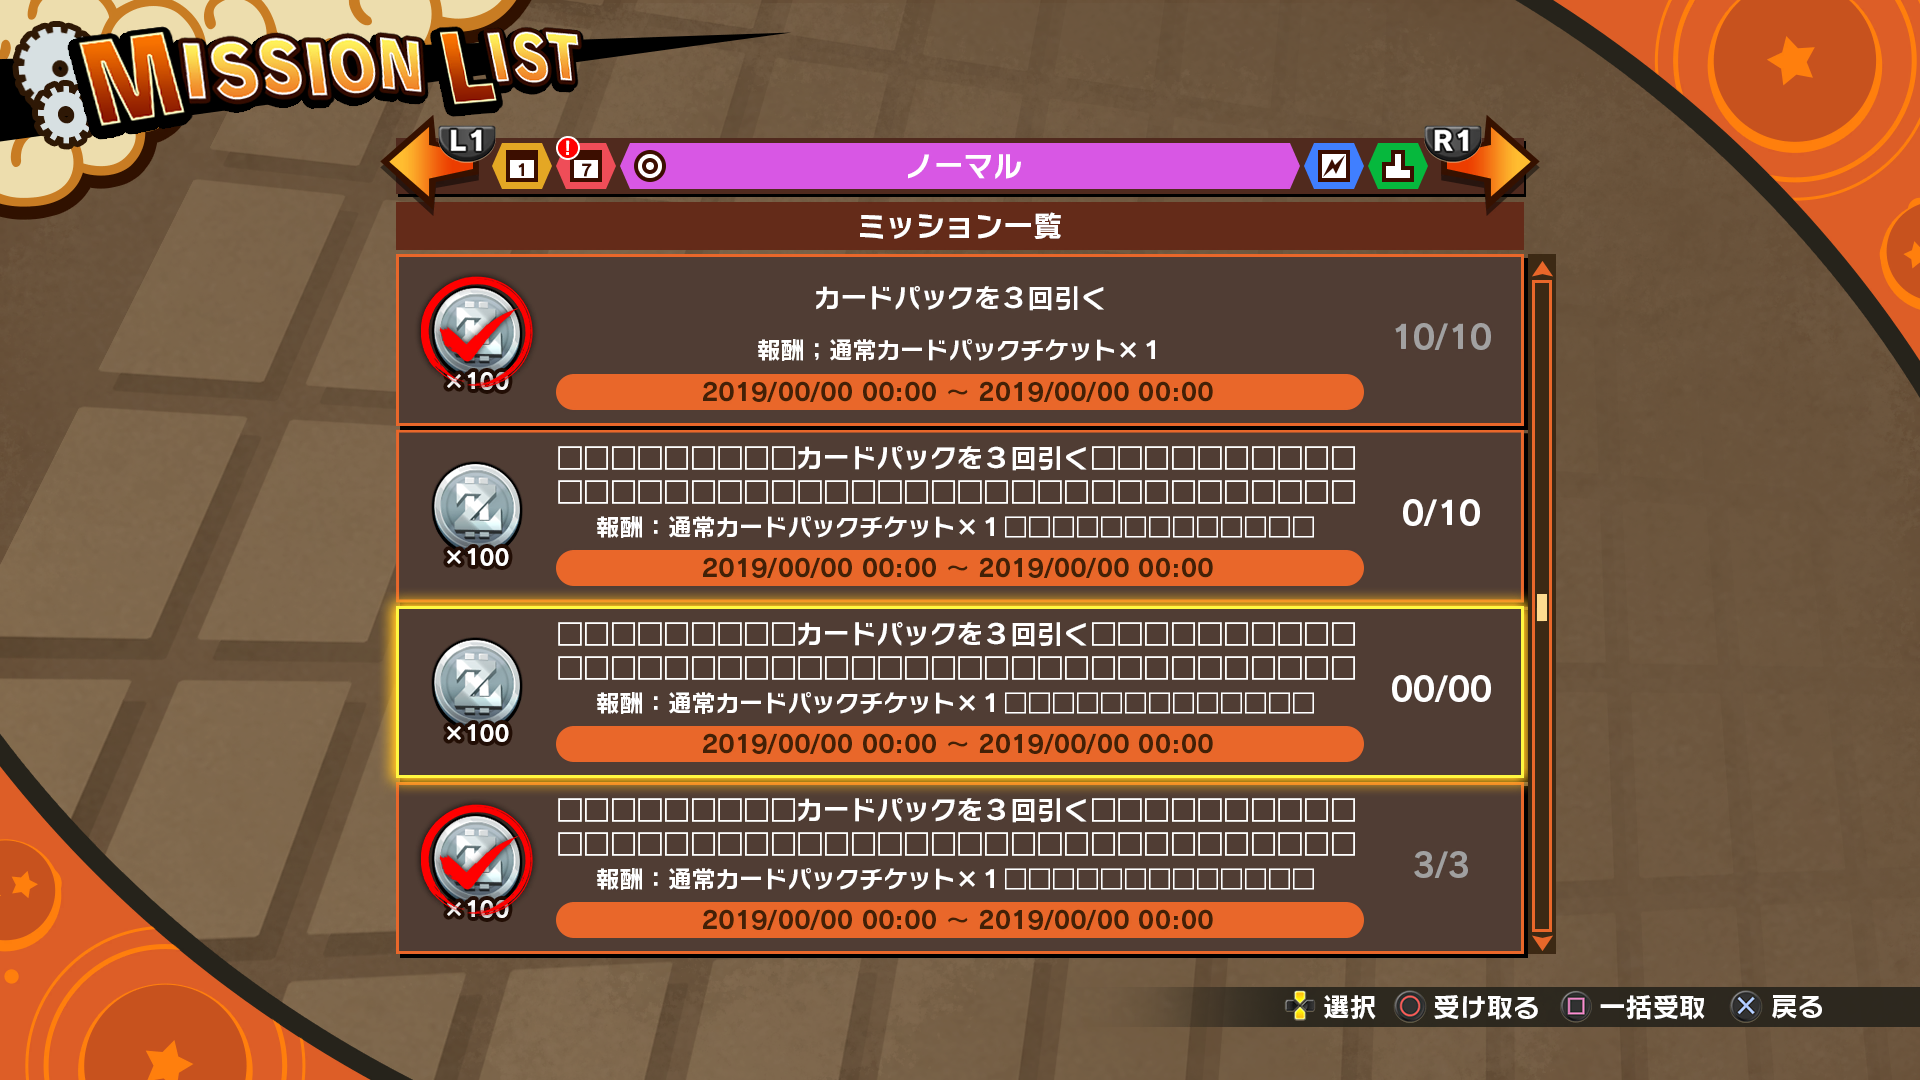 MISSION LIST
L1
1
!
7
ノーマル
R1
ミッション一覧
カードパックを３回引く
報酬；通常カードパックチケット×１
×100
10/10
2019/00/00 00:00 ～ 2019/00/00 00:00
□□□□□□□□□カードパックを３回引く□□□□□□□□□□
□□□□□□□□□□□□□□□□□□□□□□□□□□□□□□
報酬：通常カードパックチケット×１□□□□□□□□□□□□□
×100
0/10
2019/00/00 00:00 ～ 2019/00/00 00:00
□□□□□□□□□カードパックを３回引く□□□□□□□□□□
□□□□□□□□□□□□□□□□□□□□□□□□□□□□□□
報酬：通常カードパックチケット×１□□□□□□□□□□□□□
×100
00/00
2019/00/00 00:00 ～ 2019/00/00 00:00
□□□□□□□□□カードパックを３回引く□□□□□□□□□□
□□□□□□□□□□□□□□□□□□□□□□□□□□□□□□
報酬：通常カードパックチケット×１□□□□□□□□□□□□□
×100
3/3
2019/00/00 00:00 ～ 2019/00/00 00:00
選択 受け取る 一括受取 戻る